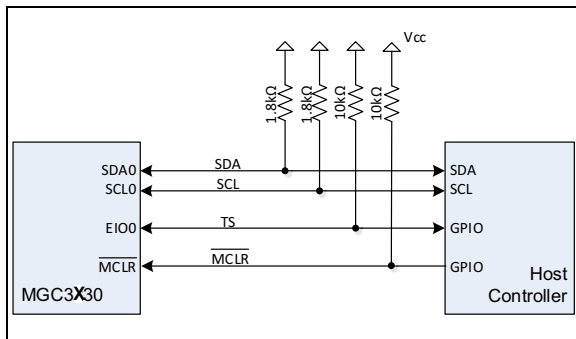 Vcc
1.8kΩ
1.8kΩ
10kΩ
10kΩ
SDA0
SDA
SDA
SCL0
SCL
SCL
EIO0
TS
GPIO
MCLR
MCLR
GPIO
MGC3X30
Host
Controller